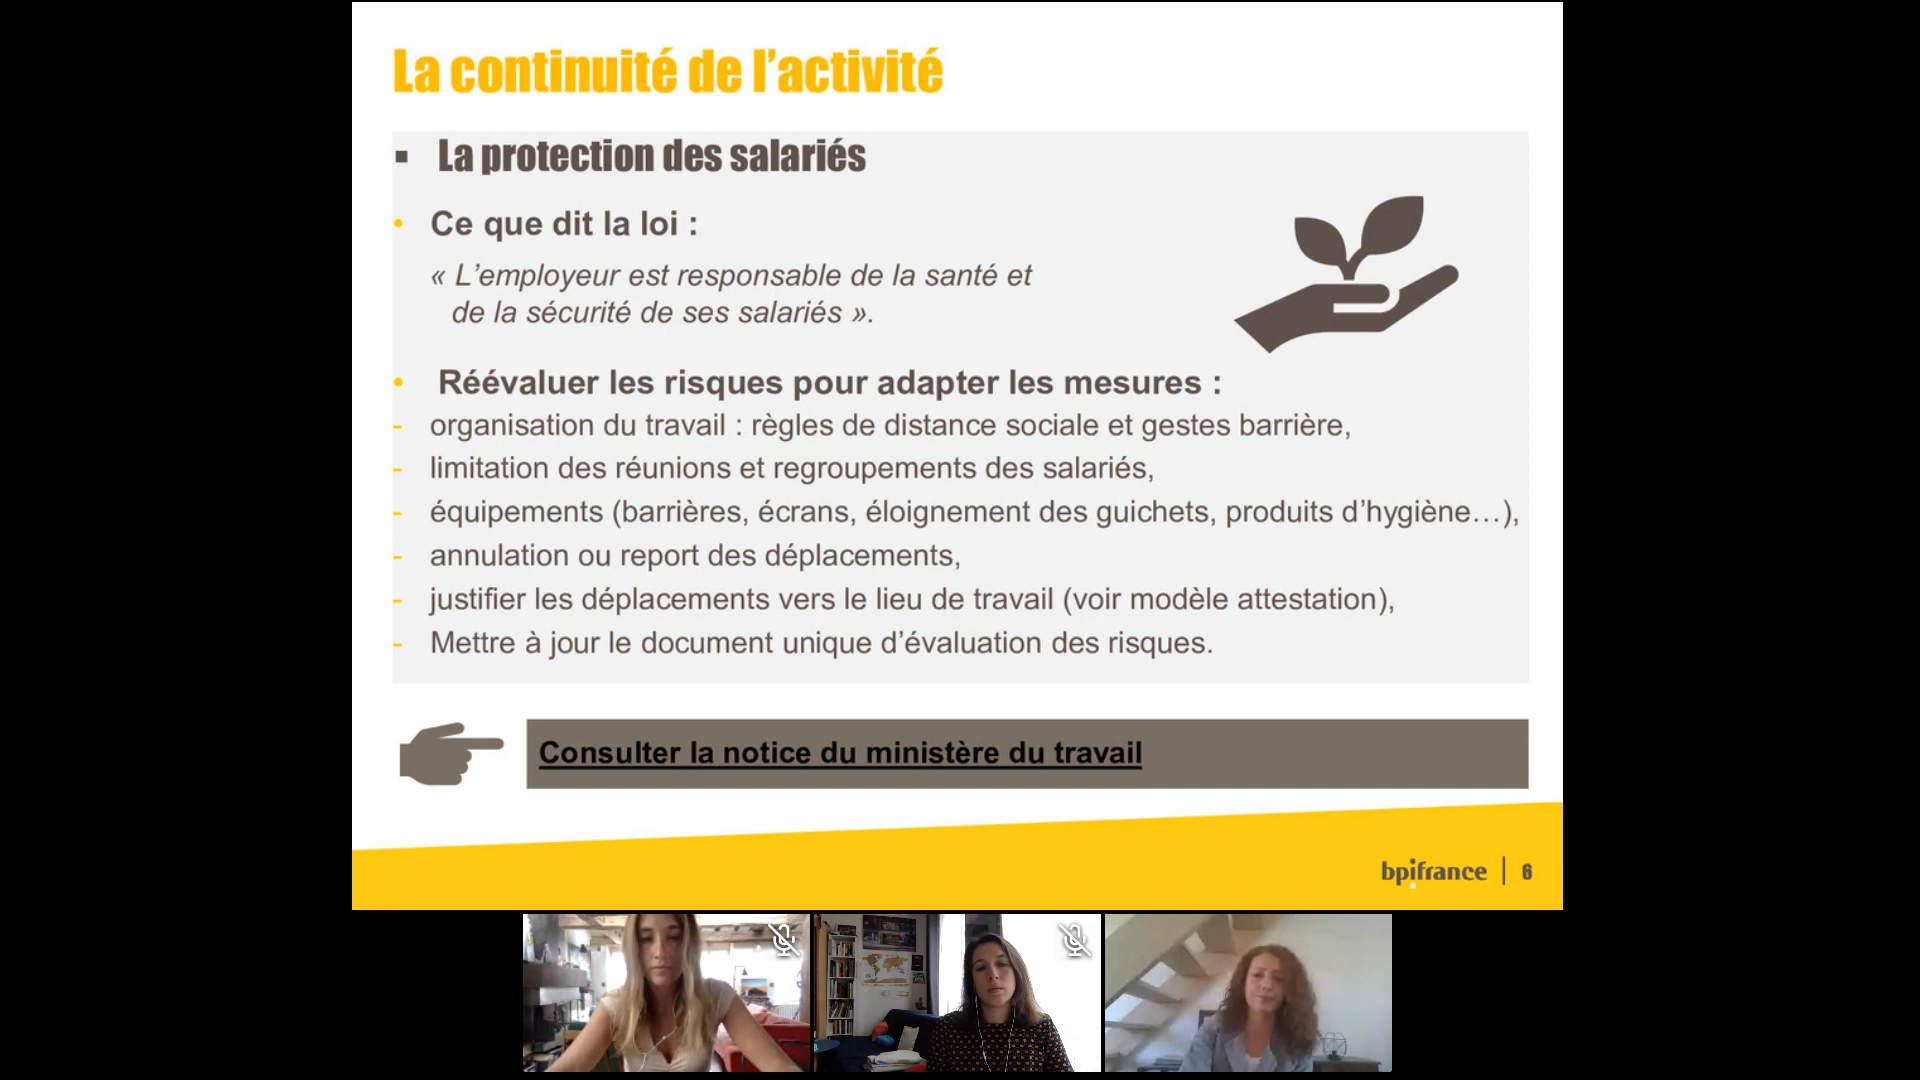 La continuité de l’activité
▪ La protection des salariés
• Ce que dit la loi :
« L’employeur est responsable de la santé et
de la sécurité de ses salariés ».
• Réévaluer les risques pour adapter les mesures :
- organisation du travail : règles de distance sociale et gestes barrière,
- limitation des réunions et regroupements des salariés,
- équipements (barrières, écrans, éloignement des guichets, produits d’hygiène…),
- annulation ou report des déplacements,
- justifier les déplacements vers le lieu de travail (voir modèle attestation),
- Mettre à jour le document unique d’évaluation des risques.
Consulter la notice du ministère du travail
bpifrance | 6